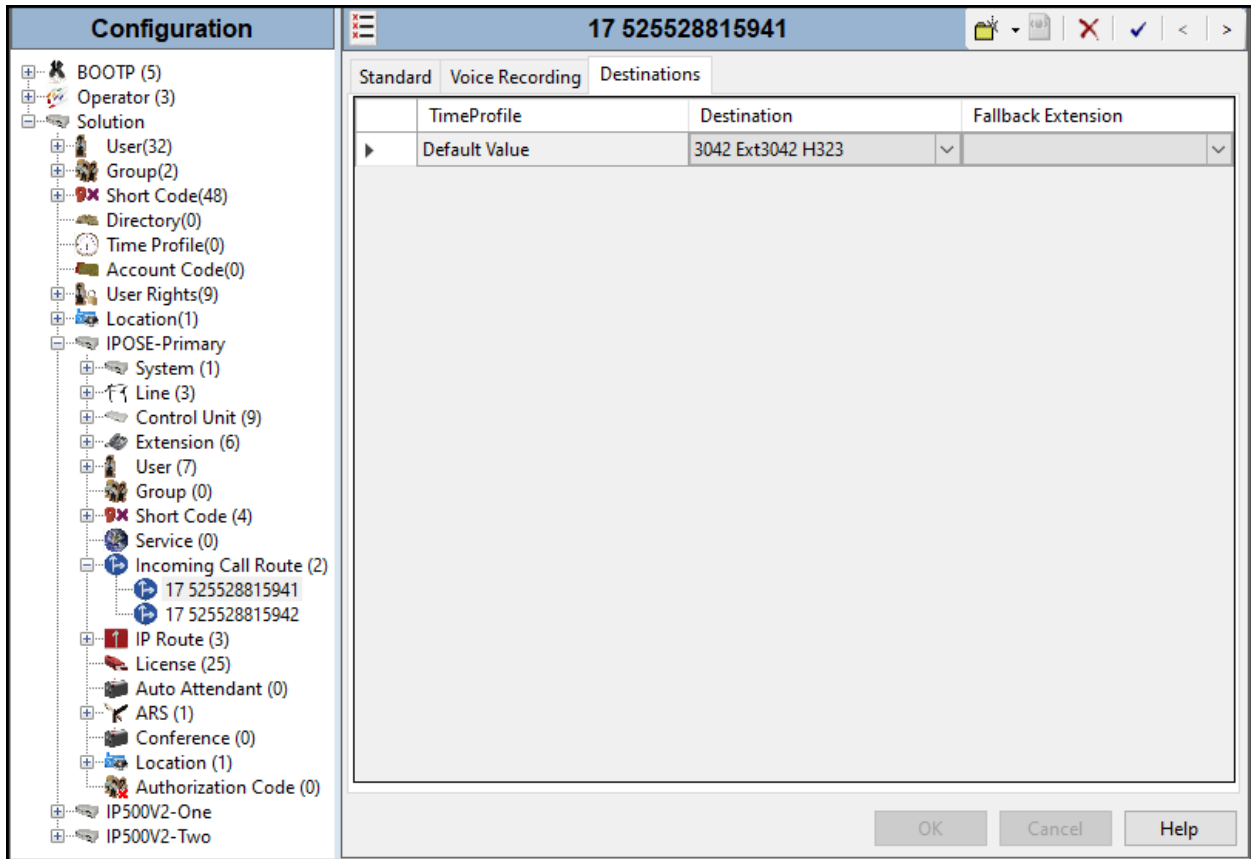 Configuration
BOOTP (5)
Operator (3)
Solution
User(32)
Group(2)
Short Code(48)
Directory(0)
Time Profile(0)
Account Code(0)
User Rights(9)
Location(1)
IPOSE-Primary
System (1)
Line (3)
Control Unit (9)
Extension (6)
User (7)
Group (0)
Short Code (4)
Service (0)
Incoming Call Route (2)
17 525528815941
17 525528815942
IP Route (3)
License (25)
Auto Attendant (0)
ARS (1)
Conference (0)
Location (1)
Authorization Code (0)
IP500V2-One
IP500V2-Two
17 525528815941
Standard Voice Recording Destinations
TimeProfile Destination Fallback Extension
Default Value 3042 Ext3042 H323
OK Cancel Help